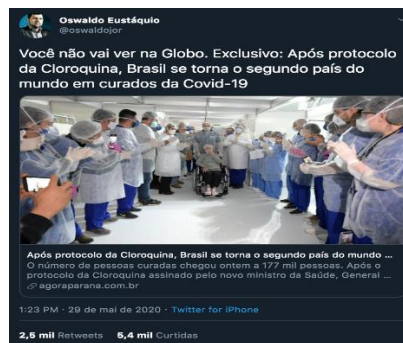 Oswaldo Eustáquio
@oswaldojor
Você não vai ver na Globo. Exclusivo: Após protocolo
da Cloroquina, Brasil se torna o segundo país do
mundo em curados da Covid-19
Após protocolo da Cloroquina, Brasil se torna o segundo país do mundo ...
O número de pessoas curadas chegou ontem a 177 mil pessoas. Após o
protocolo da Cloroquina assinado pelo novo ministro da Saúde, General ...
agoraparana.com.br
1:23 PM · 29 de mai de 2020 · Twitter for iPhone
2,5 mil Retweets 5,4 mil Curtidas